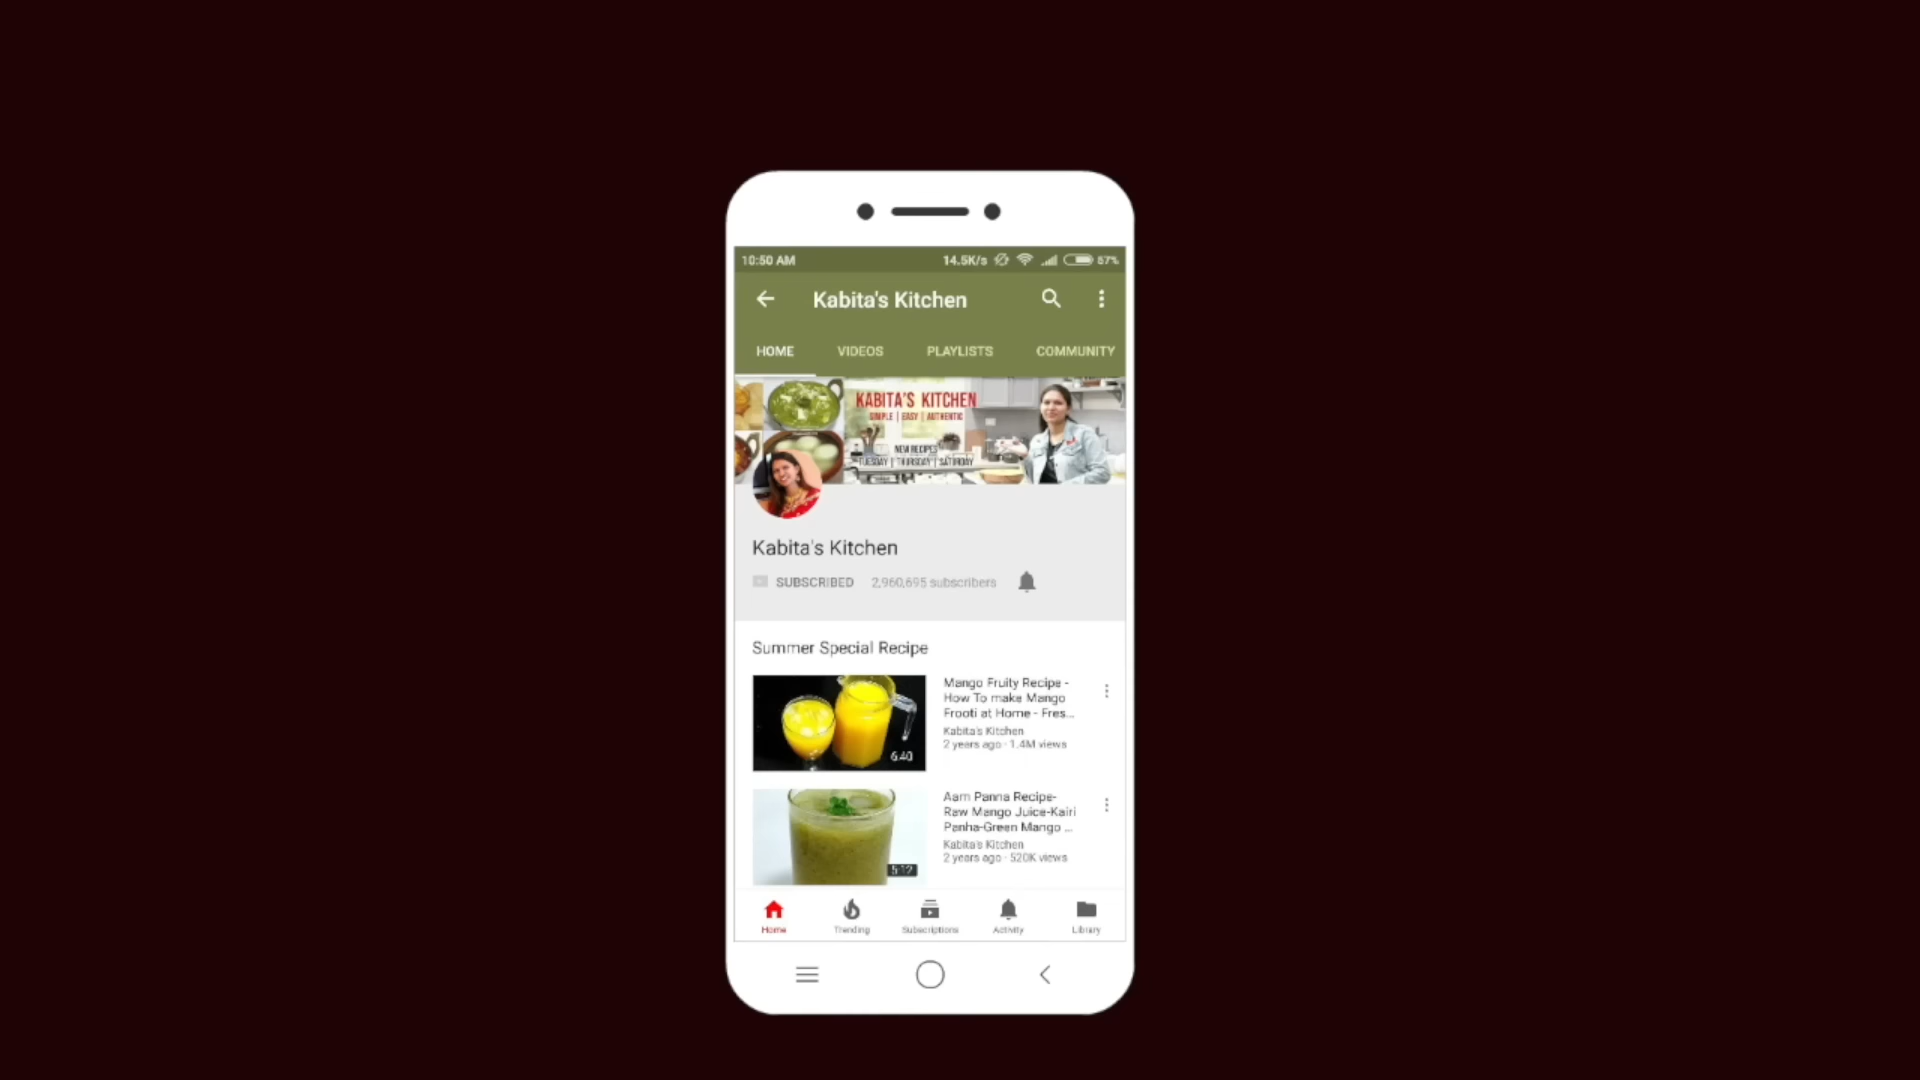 10:50 AM 14.5K/s 67%
Kabita's Kitchen
HOME VIDEOS PLAYLISTS COMMUNITY
KABITA'S KITCHEN
SIMPLE | EASY | AUTHENTIC
NEW RECIPES
TUESDAY | THURSDAY | SATURDAY
Kabita's Kitchen
SUBSCRIBED 2,960,695 subscribers
Summer Special Recipe
Mango Fruity Recipe -
How To make Mango
Frooti at Home - Fres...
Kabita's Kitchen
2 years ago · 1.4M views
6:40
Aam Panna Recipe-
Raw Mango Juice-Kairi
Panha-Green Mango ...
Kabita's Kitchen
2 years ago · 520K views
5:12
Home Trending Subscriptions Activity Library